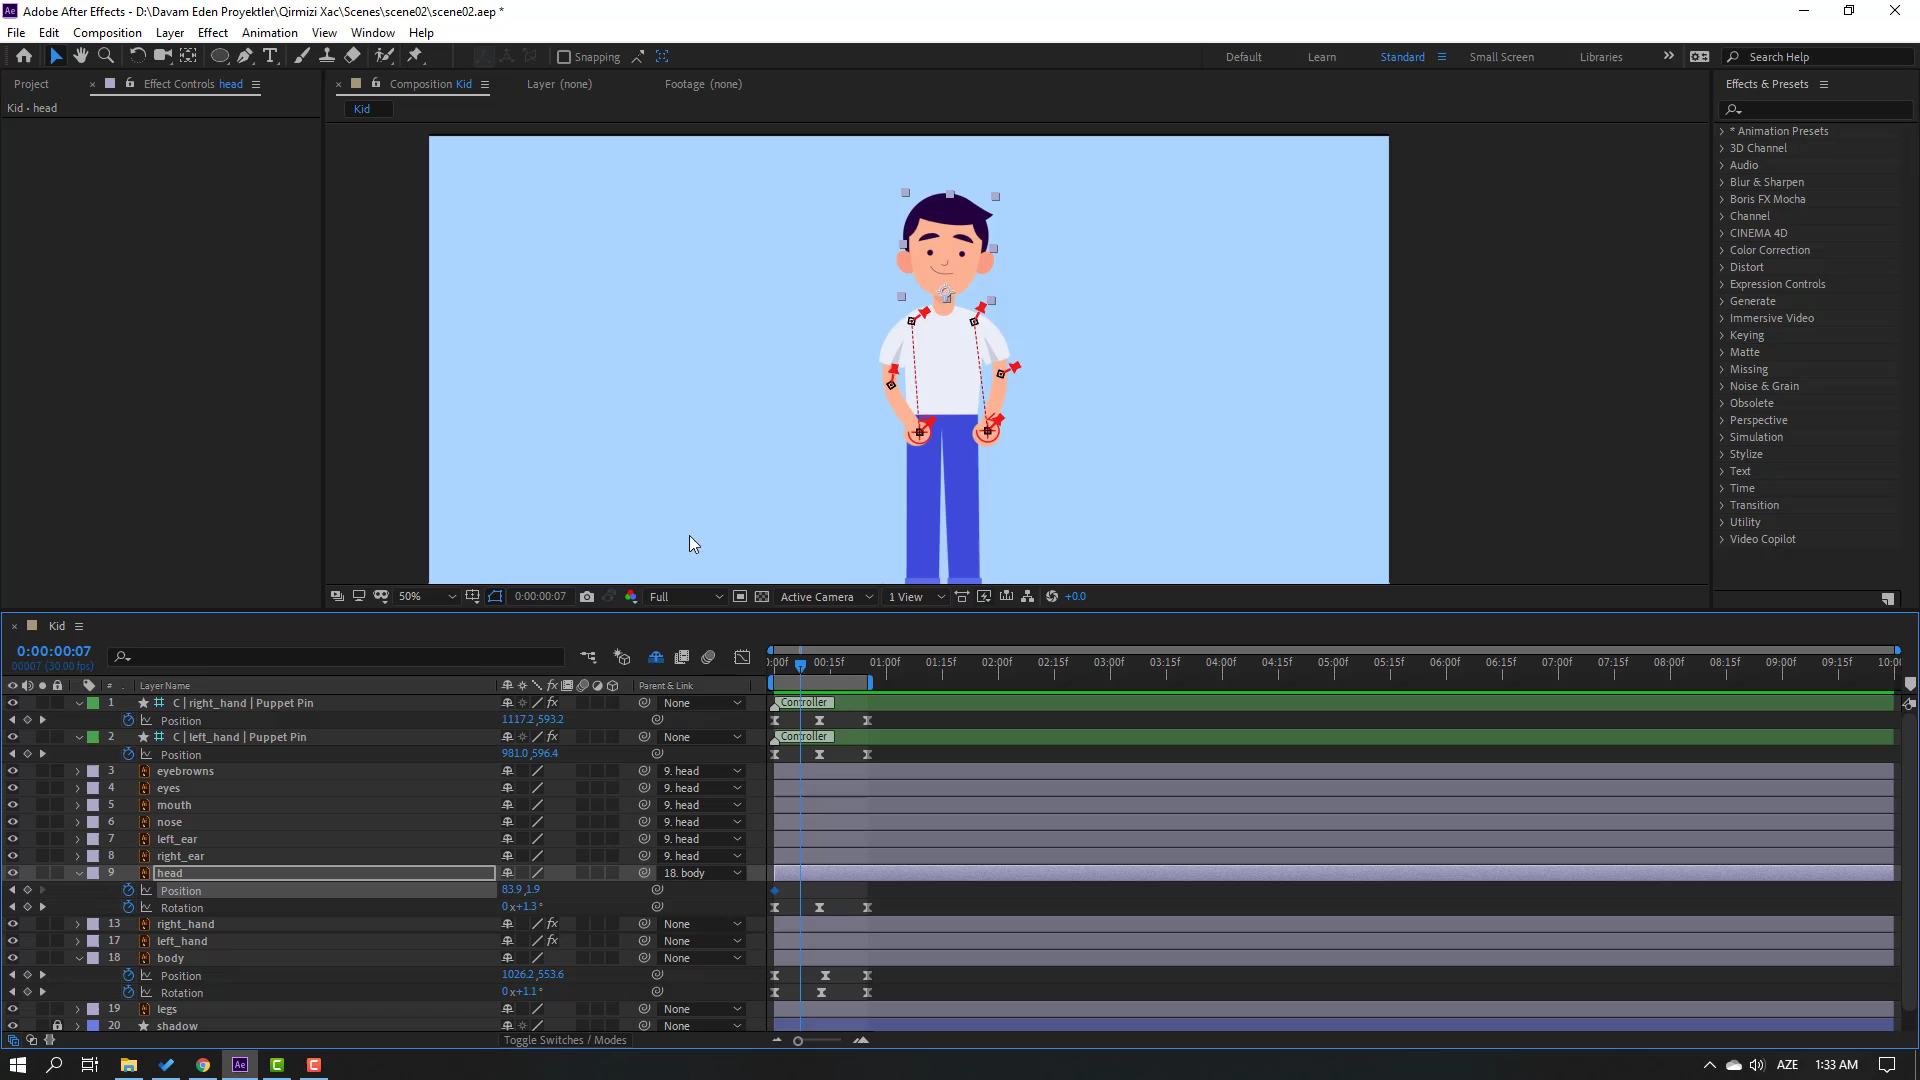 Adobe After Effects - D:\Davam Eden Proyektler\Qirmizi Xac\Scenes\scene02\scene02.aep *
File Edit Composition Layer Effect Animation View Window Help
Snapping Default Learn Standard Small Screen Libraries Search Help
Project Effect Controls head Composition Kid Layer (none) Footage (none) Effects & Presets
Kid • head
Kid
* Animation Presets
3D Channel
Audio
Blur & Sharpen
Boris FX Mocha
Channel
CINEMA 4D
Color Correction
Distort
Expression Controls
Generate
Immersive Video
Keying
Matte
Missing
Noise & Grain
Obsolete
Perspective
Simulation
Stylize
Text
Time
Transition
Utility
Video Copilot
50% 0:00:00:07 Full Active Camera 1 View +0.0
Kid
0:00:00:07
00007 (30.00 fps)
:00f 00:15f 01:00f 01:15f 02:00f 02:15f 03:00f 03:15f 04:00f 04:15f 05:00f 05:15f 06:00f 06:15f 07:00f 07:15f 08:00f 08:15f 09:00f 09:15f 10:00
# Layer Name fx Parent & Link
1 C | right_hand | Puppet Pin fx None Controller
Position 1117.2,593.2
2 C | left_hand | Puppet Pin None Controller
Position 981.0,596.4
3 eyebrowns 9. head
4 eyes 9. head
5 mouth 9. head
6 nose 9. head
7 left_ear 9. head
8 right_ear 9. head
9 head 18. body
Position 83.9,1.9
Rotation 0x+1.3°
13 right_hand fx None
17 left_hand fx None
18 body None
Position 1026.2,553.6
Rotation 0x+1.1°
19 legs None
20 shadow None
Toggle Switches / Modes
Ae AZE 1:33 AM